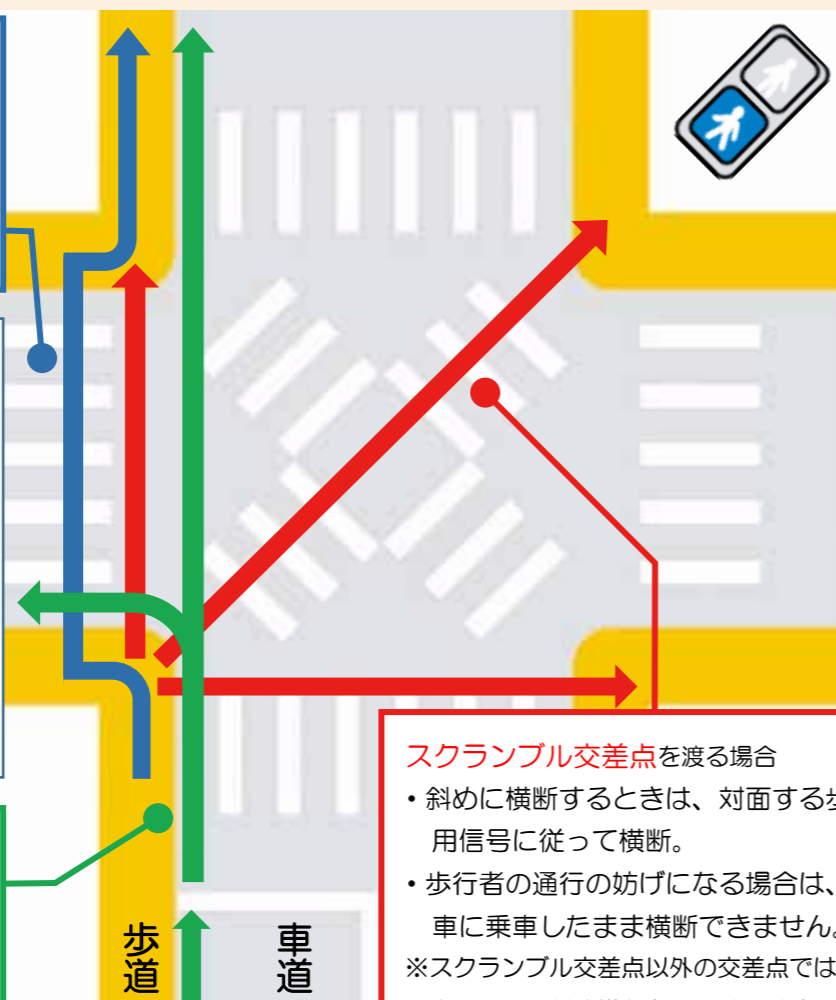 歩道
車道
スクランブル交差点を渡る場合
・斜めに横断するときは、対面する歩
用信号に従って横断。
・歩行者の通行の妨げになる場合は、
車に乗車したまま横断できません。
※スクランブル交差点以外の交差点では